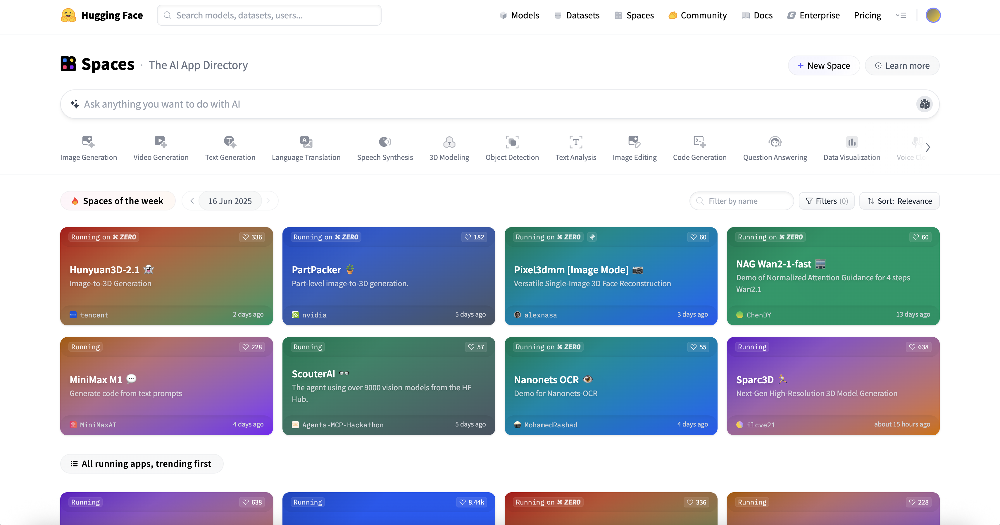 Hugging Face
Search models, datasets, users...
Models
Datasets
Spaces
Community
Docs
Enterprise
Pricing
Spaces · The AI App Directory
+ New Space
Learn more
Ask anything you want to do with AI
Image Generation
Video Generation
Text Generation
Language Translation
Speech Synthesis
3D Modeling
Object Detection
Text Analysis
Image Editing
Code Generation
Question Answering
Data Visualization
Voice Clo
Spaces of the week
16 Jun 2025
Filter by name
Filters (0)
Sort: Relevance
Running on ZERO
336
Hunyuan3D-2.1
Image-to-3D Generation
tencent
2 days ago
Running on ZERO
182
PartPacker
Part-level image-to-3D generation.
nvidia
5 days ago
Running on ZERO
60
Pixel3dmm [Image Mode]
Versatile Single-Image 3D Face Reconstruction
alexnasa
3 days ago
Running on ZERO
60
NAG Wan2-1-fast
Demo of Normalized Attention Guidance for 4 steps
Wan2.1
ChenDY
13 days ago
Running
228
MiniMax M1
Generate code from text prompts
MiniMaxAI
4 days ago
Running
57
ScouterAI
The agent using over 9000 vision models from the HF
Hub.
Agents-MCP-Hackathon
5 days ago
Running on ZERO
55
Nanonets OCR
Demo for Nanonets-OCR
MohamedRashad
4 days ago
Running
638
Sparc3D
Next-Gen High-Resolution 3D Model Generation
ilcve21
about 15 hours ago
All running apps, trending first
Running
638
Running
8.44k
Running on ZERO
336
Running
228